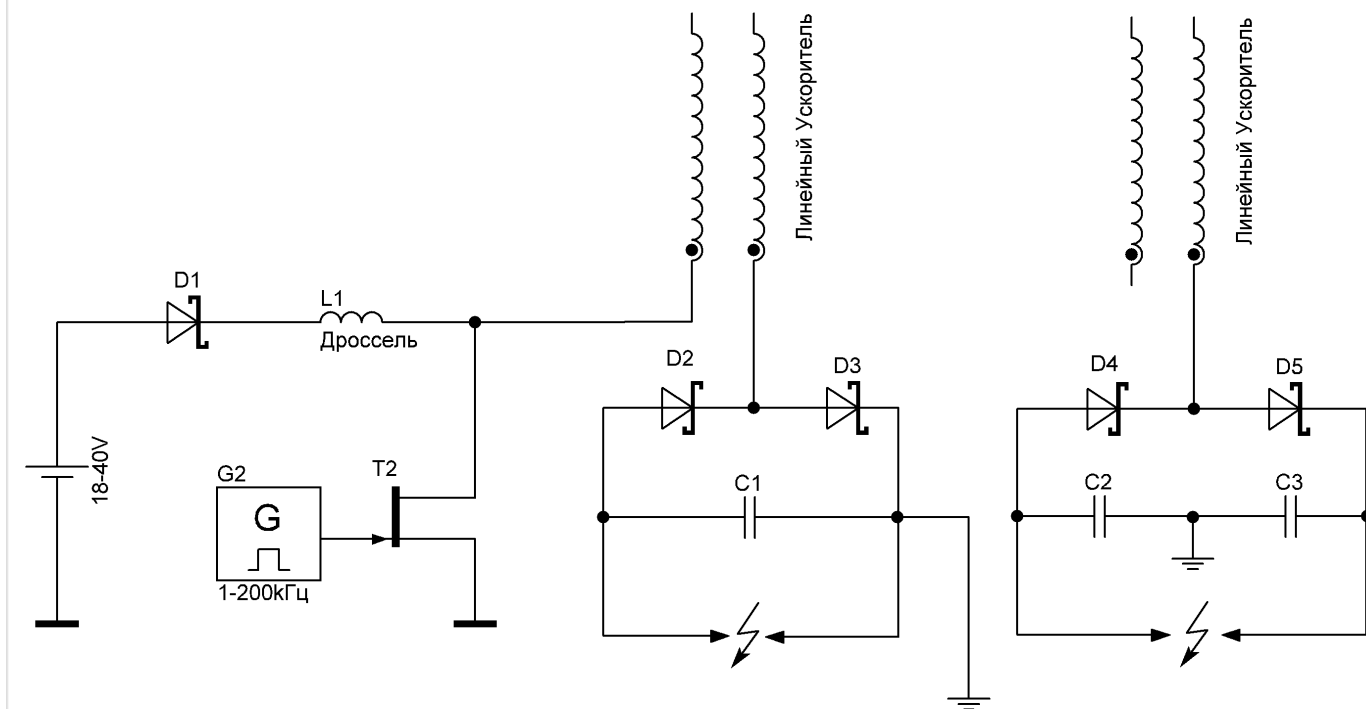 Линейный Ускоритель
Линейный Ускоритель
D1
L1
Дроссель
D2
D3
D4
D5
18-40V
G2
G
1-200kГц
T2
C1
C2
C3